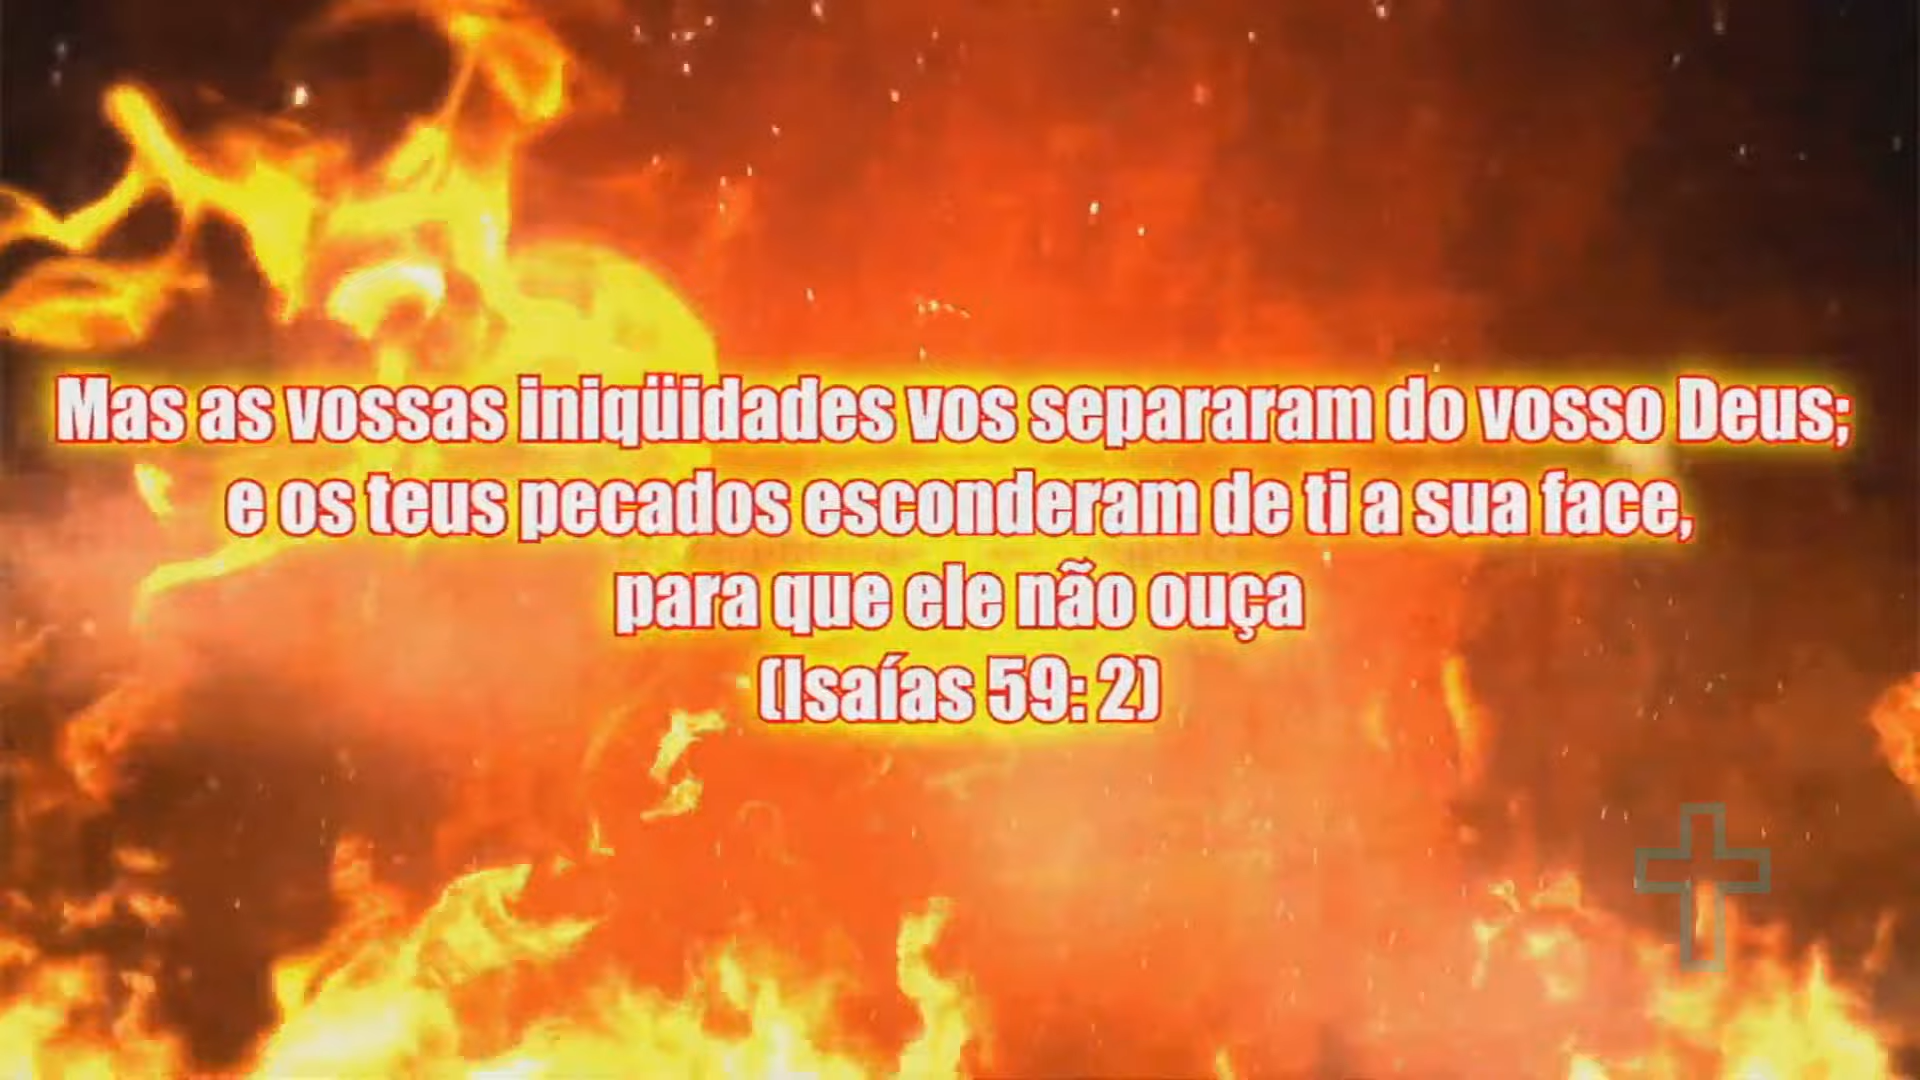 Mas as vossas iniqüidades vos separaram do vosso Deus;
e os teus pecados esconderam de ti a sua face,
para que ele não ouça
(Isaías 59: 2)